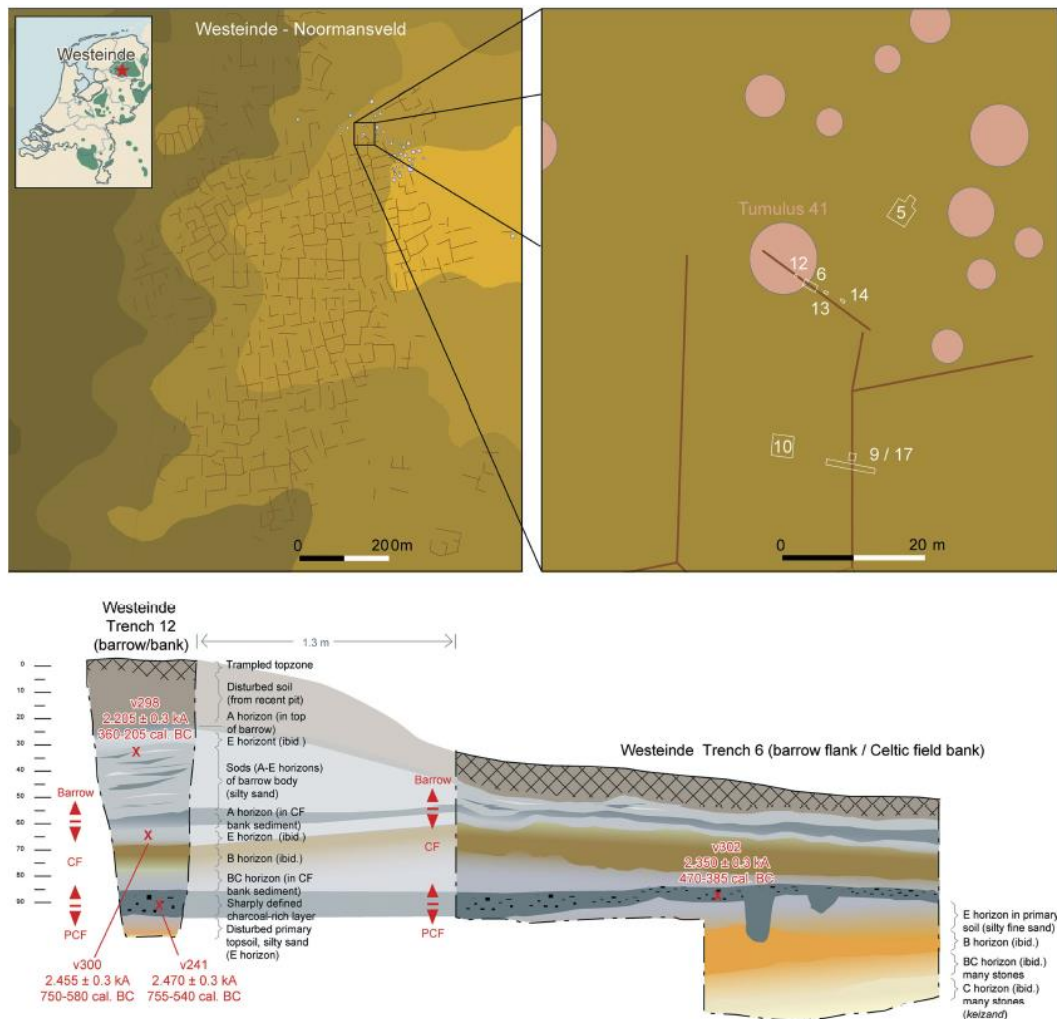 Westeinde - Noormansveld
Westeinde
0
200m
Tumulus 41
5
12
6
13
14
10
9 / 17
0
20 m
Westeinde
Trench 12
(barrow/bank)
1.3 m
0
10
20
30
40
50
60
70
80
90
v298
2.205 ± 0.3 kA
360-205 cal. BC
Barrow
CF
PCF
v300
2.455 ± 0.3 kA
750-580 cal. BC
v241
2.470 ± 0.3 kA
755-540 cal. BC
Trampled topzone
Disturbed soil
(from recent pit)
A horizon (in top
of barrow)
E horizont (ibid.)
Sods (A-E horizons)
of barrow body
(silty sand)
A horizon (in CF
bank sediment)
E horizon (ibid.)
B horizon (ibid.)
BC horizon (in CF
bank sediment)
Sharply defined
charcoal-rich layer
Disturbed primary
topsoil, silty sand
(E horizon)
Barrow
CF
PCF
Westeinde Trench 6 (barrow flank / Celtic field bank)
v302
2.350 ± 0.3 kA
470-385 cal. BC
E horizon in primary
soil (silty fine sand)
B horizon (ibid.)
BC horizon (ibid.)
many stones
C horizon (ibid.)
many stones
(keizand)